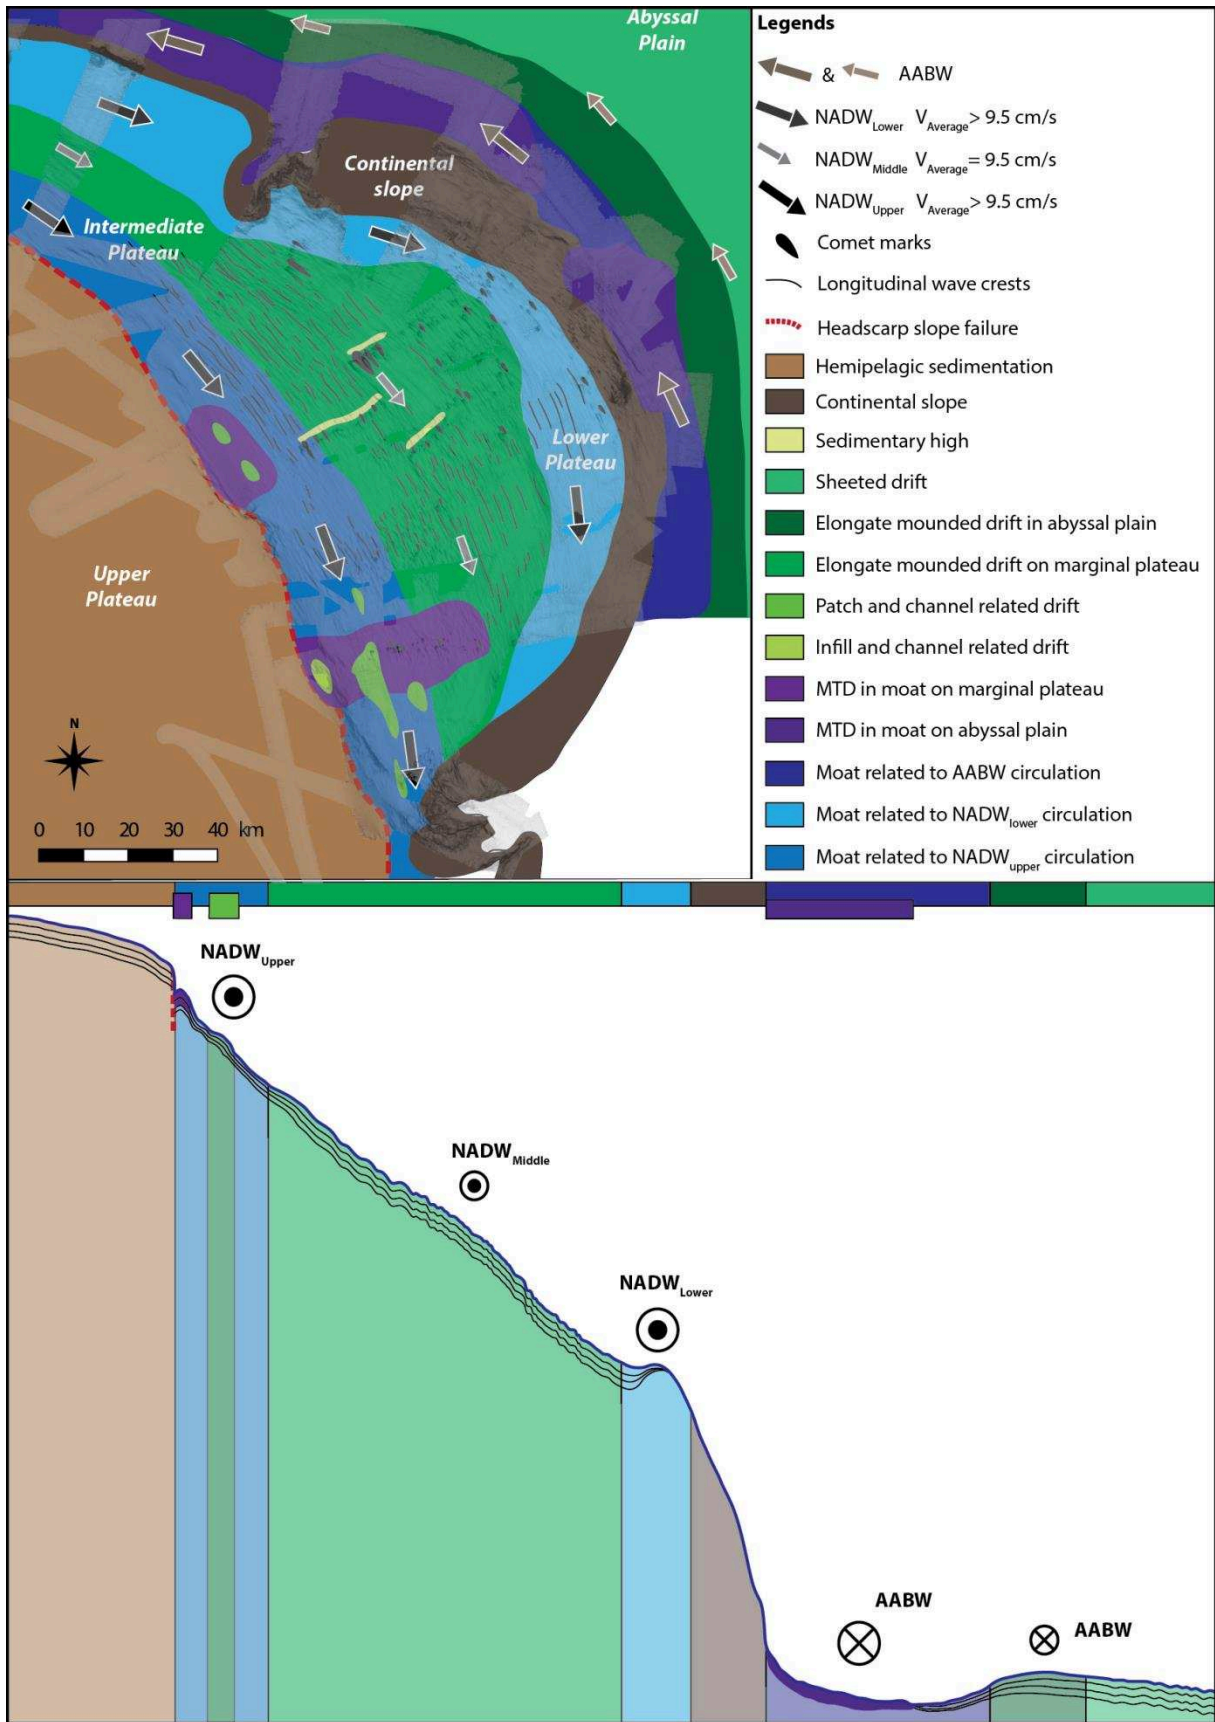 Abyssal
Plain
Continental
slope
Intermediate
Plateau
Lower
Plateau
Upper
Plateau
N
0 10 20 30 40 km
Legends
& AABW
NADWLower VAverage > 9.5 cm/s
NADWMiddle VAverage = 9.5 cm/s
NADWUpper VAverage > 9.5 cm/s
Comet marks
Longitudinal wave crests
Headscarp slope failure
Hemipelagic sedimentation
Continental slope
Sedimentary high
Sheeted drift
Elongate mounded drift in abyssal plain
Elongate mounded drift on marginal plateau
Patch and channel related drift
Infill and channel related drift
MTD in moat on marginal plateau
MTD in moat on abyssal plain
Moat related to AABW circulation
Moat related to NADWlower circulation
Moat related to NADWupper circulation
NADWUpper
NADWMiddle
NADWLower
AABW
AABW